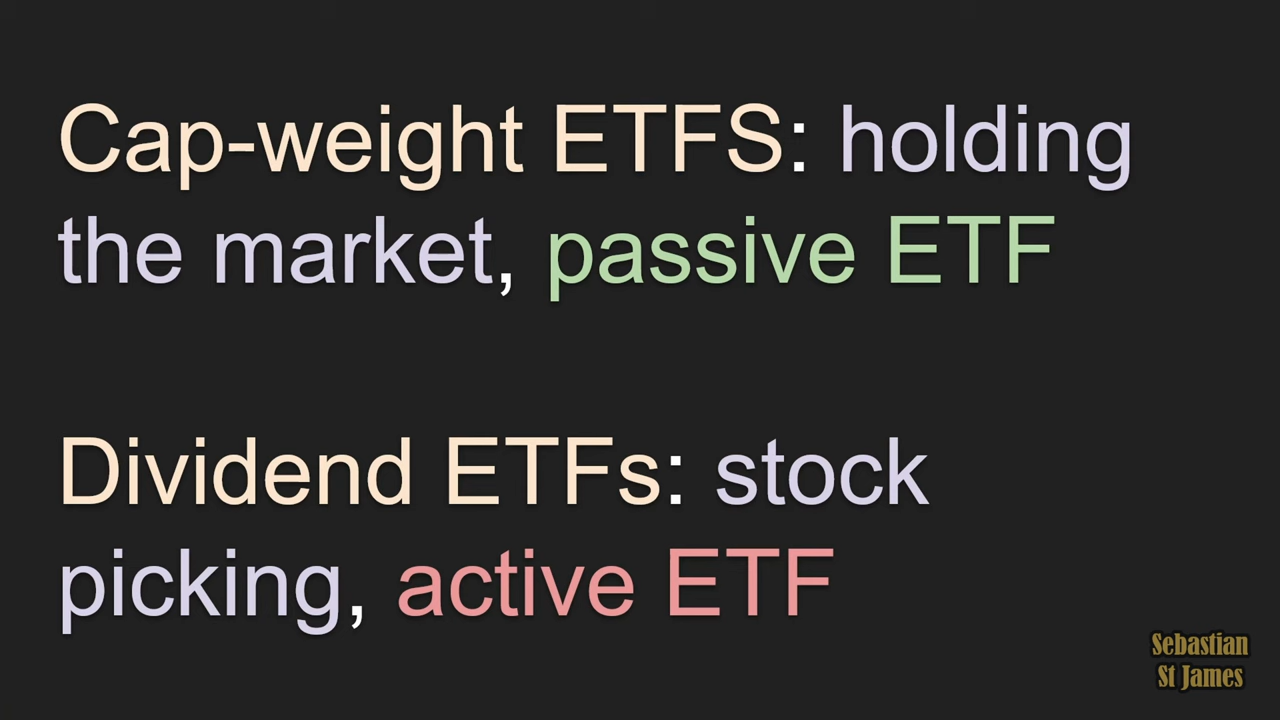 Cap-weight ETFS: holding
the market, passive ETF
Dividend ETFs: stock
picking, active ETF
Sebastian
St James